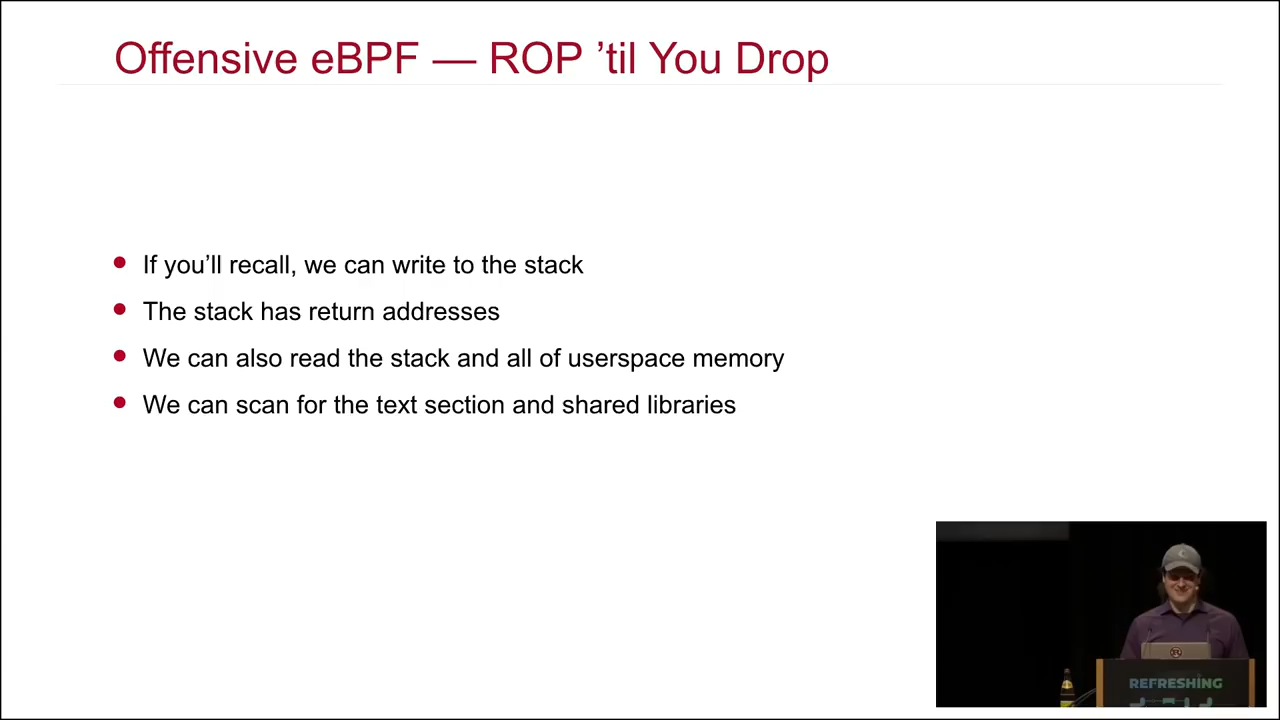 Offensive eBPF — ROP ’til You Drop
If you’ll recall, we can write to the stack
The stack has return addresses
We can also read the stack and all of userspace memory
We can scan for the text section and shared libraries
REFRESHING